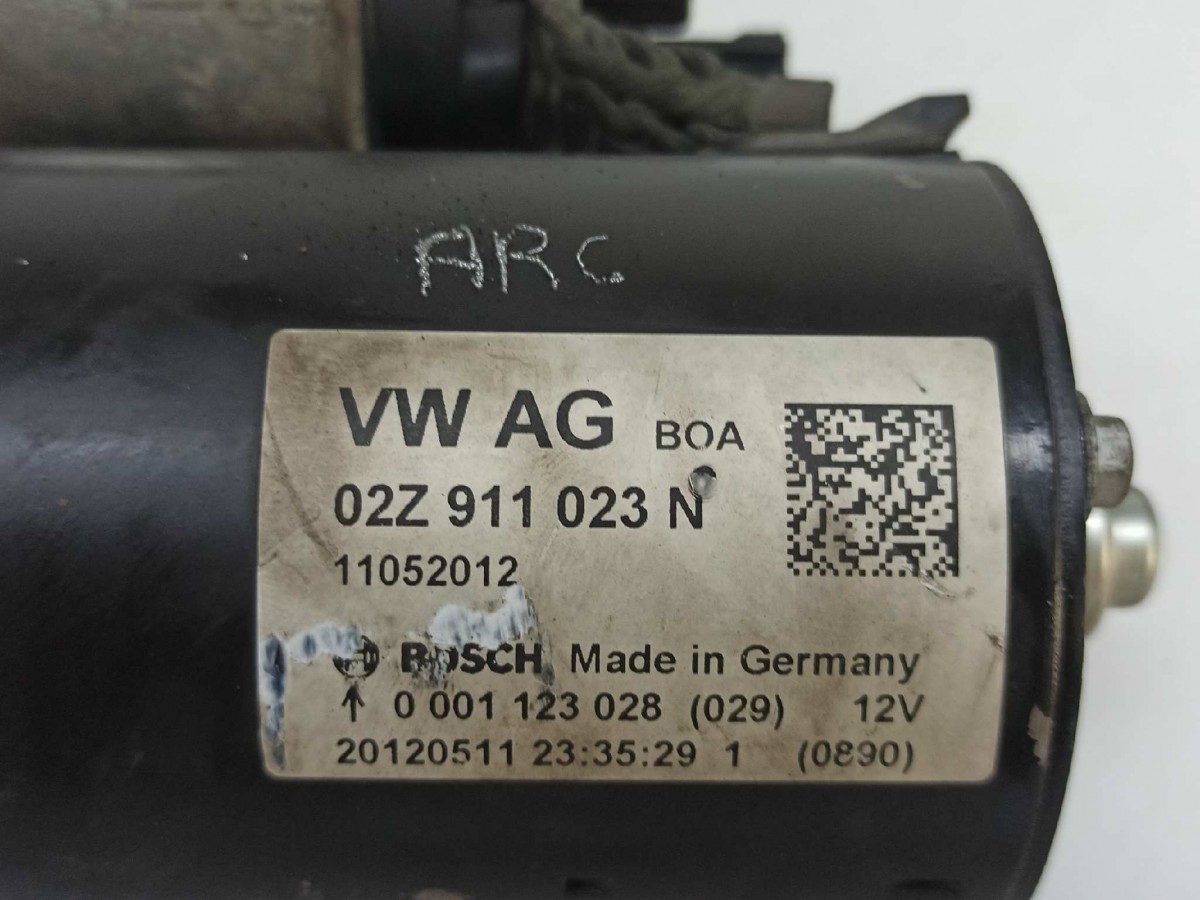 ARC
VW AG BOA
02Z 911 023 N
11052012
BOSCH Made in Germany
↑ 0 001 123 028 (029) 12V
20120511 23:35:29 1 (0890)